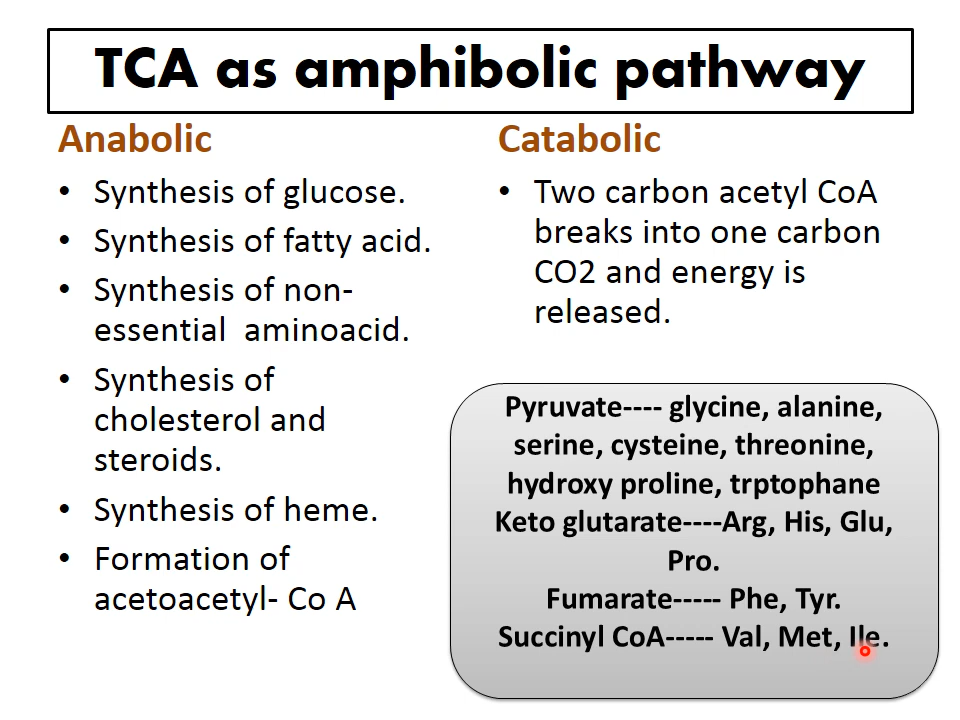 TCA as amphibolic pathway
Anabolic
• Synthesis of glucose.
• Synthesis of fatty acid.
• Synthesis of non-
essential  aminoacid.
• Synthesis of
cholesterol and
steroids.
• Synthesis of heme.
• Formation of
acetoacetyl- Co A
Catabolic
• Two carbon acetyl CoA
breaks into one carbon
CO2 and energy is
released.
Pyruvate---- glycine, alanine,
serine, cysteine, threonine,
hydroxy proline, trptophane
Keto glutarate----Arg, His, Glu,
Pro.
Fumarate----- Phe, Tyr.
Succinyl CoA----- Val, Met, Ile.